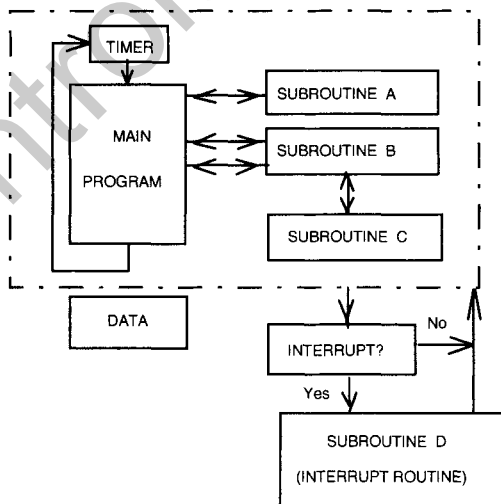 TIMER
MAIN
PROGRAM
SUBROUTINE A
SUBROUTINE B
SUBROUTINE C
DATA
INTERRUPT?
No
Yes
SUBROUTINE D
(INTERRUPT ROUTINE)